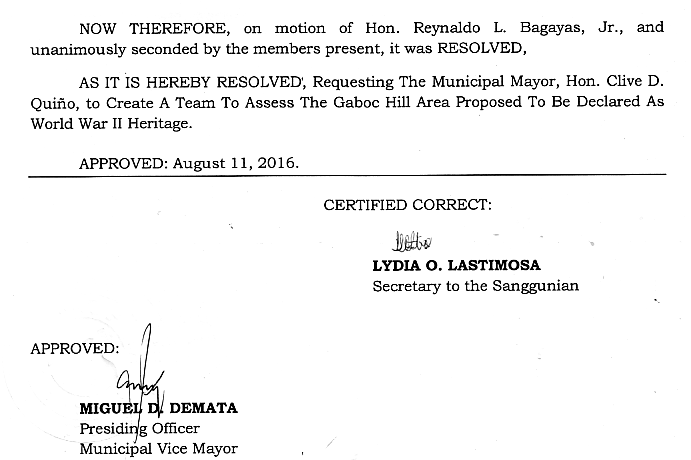 NOW THEREFORE, on motion of Hon. Reynaldo L. Bagayas, Jr., and
unanimously seconded by the members present, it was RESOLVED,
AS IT IS HEREBY RESOLVED, Requesting The Municipal Mayor, Hon. Clive D.
Quiño, to Create A Team To Assess The Gaboc Hill Area Proposed To Be Declared As
World War II Heritage.
APPROVED: August 11, 2016.
CERTIFIED CORRECT:
LYDIA O. LASTIMOSA
Secretary to the Sanggunian
APPROVED:
MIGUEL D. DEMATA
Presiding Officer
Municipal Vice Mayor